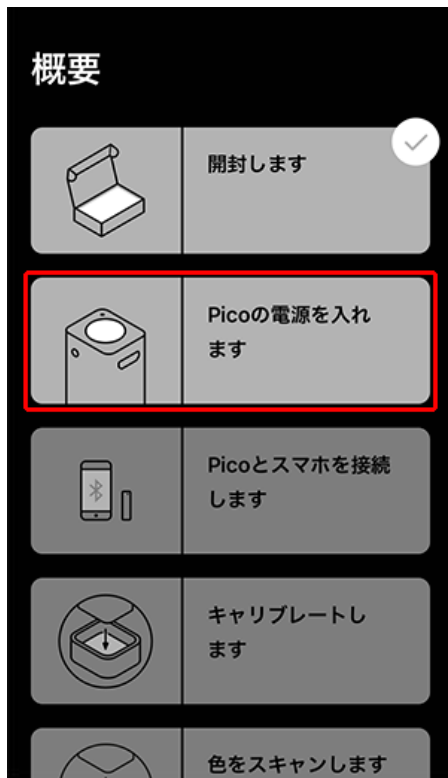 概要
開封します
Picoの電源を入れ
ます
Picoとスマホを接続
します
キャリブレートし
ます
色をスキャンします